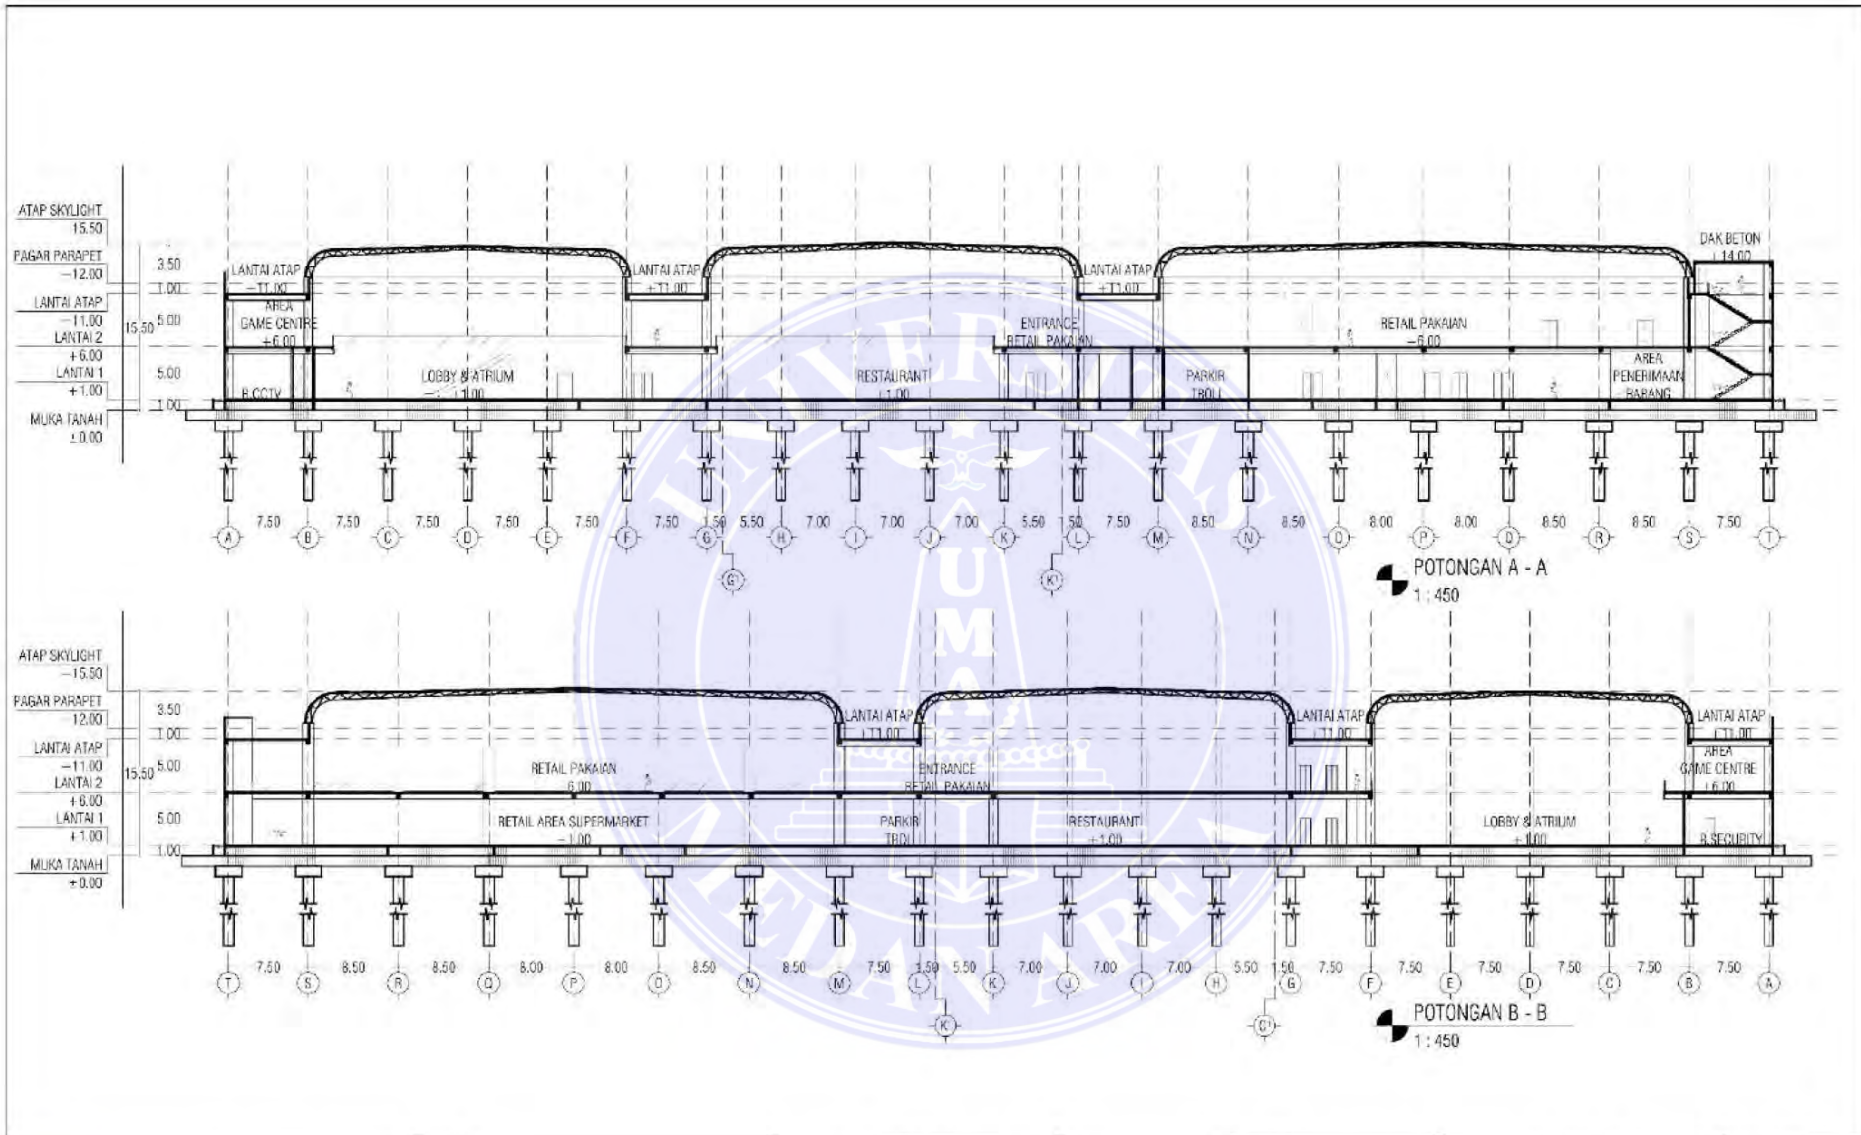 ATAP SKYLIGHT
15.50
PAGAR PARAPET
-12.00
LANTAI ATAP
-11.00
LANTAI 2
+6.00
LANTAI 1
+1.00
MUKA TANAH
±0.00
3.50
1.00
5.00
15.50
5.00
1.00
LANTAI ATAP
-11.00
AREA
GAME CENTRE
+6.00
B.CCTV
LOBBY & ATRIUM
+1.00
LANTAI ATAP
+11.00
RESTAURANT
+1.00
ENTRANCE
RETAIL PAKAIAN
LANTAI ATAP
+11.00
PARKIR
TROLI
RETAIL PAKAIAN
-6.00
AREA
PENERIMAAN
BARANG
DAK BETON
+14.00
7.50 7.50 7.50 7.50 7.50 7.50 1.50 5.50 7.00 7.00 7.00 5.50 1.50 7.50 8.50 8.50 8.00 8.00 8.50 8.50 7.50
A B C D E F G H I J K L M N O P Q R S T
G' K'
POTONGAN A - A
1 : 450
ATAP SKYLIGHT
-15.50
PAGAR PARAPET
-12.00
LANTAI ATAP
-11.00
LANTAI 2
+6.00
LANTAI 1
+1.00
MUKA TANAH
±0.00
3.50
1.00
5.00
15.50
5.00
1.00
RETAIL PAKAIAN
6.00
RETAIL AREA SUPERMARKET
-1.00
LANTAI ATAP
+11.00
PARKIR
TROLI
ENTRANCE
RETAIL PAKAIAN
RESTAURANT
+1.00
LANTAI ATAP
+11.00
LOBBY & ATRIUM
+1.00
LANTAI ATAP
+11.00
AREA
GAME CENTRE
+6.00
R.SECURITY
7.50 8.50 8.50 8.00 8.00 8.50 8.50 7.50 1.50 5.50 7.00 7.00 7.00 5.50 1.50 7.50 7.50 7.50 7.50 7.50 7.50
T S R Q P O N M L K J I H G F E D C B A
K' G'
POTONGAN B - B
1 : 450
UNIVERSITAS
UMA
MEDAN AREA